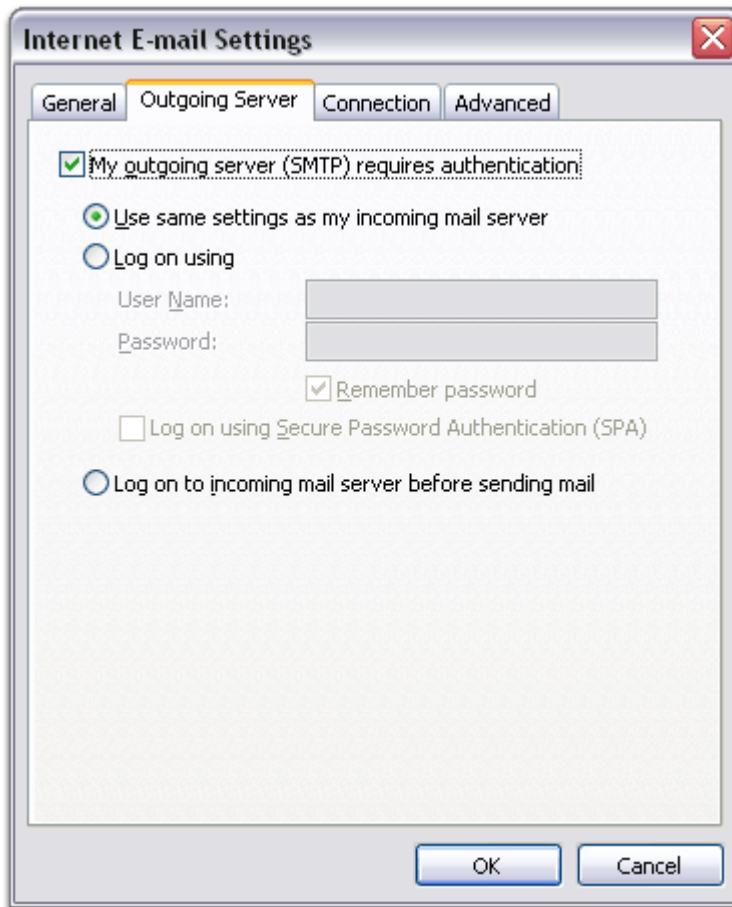 Internet E-mail Settings
General Outgoing Server Connection Advanced
My outgoing server (SMTP) requires authentication
Use same settings as my incoming mail server
Log on using
User Name:
Password:
Remember password
Log on using Secure Password Authentication (SPA)
Log on to incoming mail server before sending mail
OK Cancel